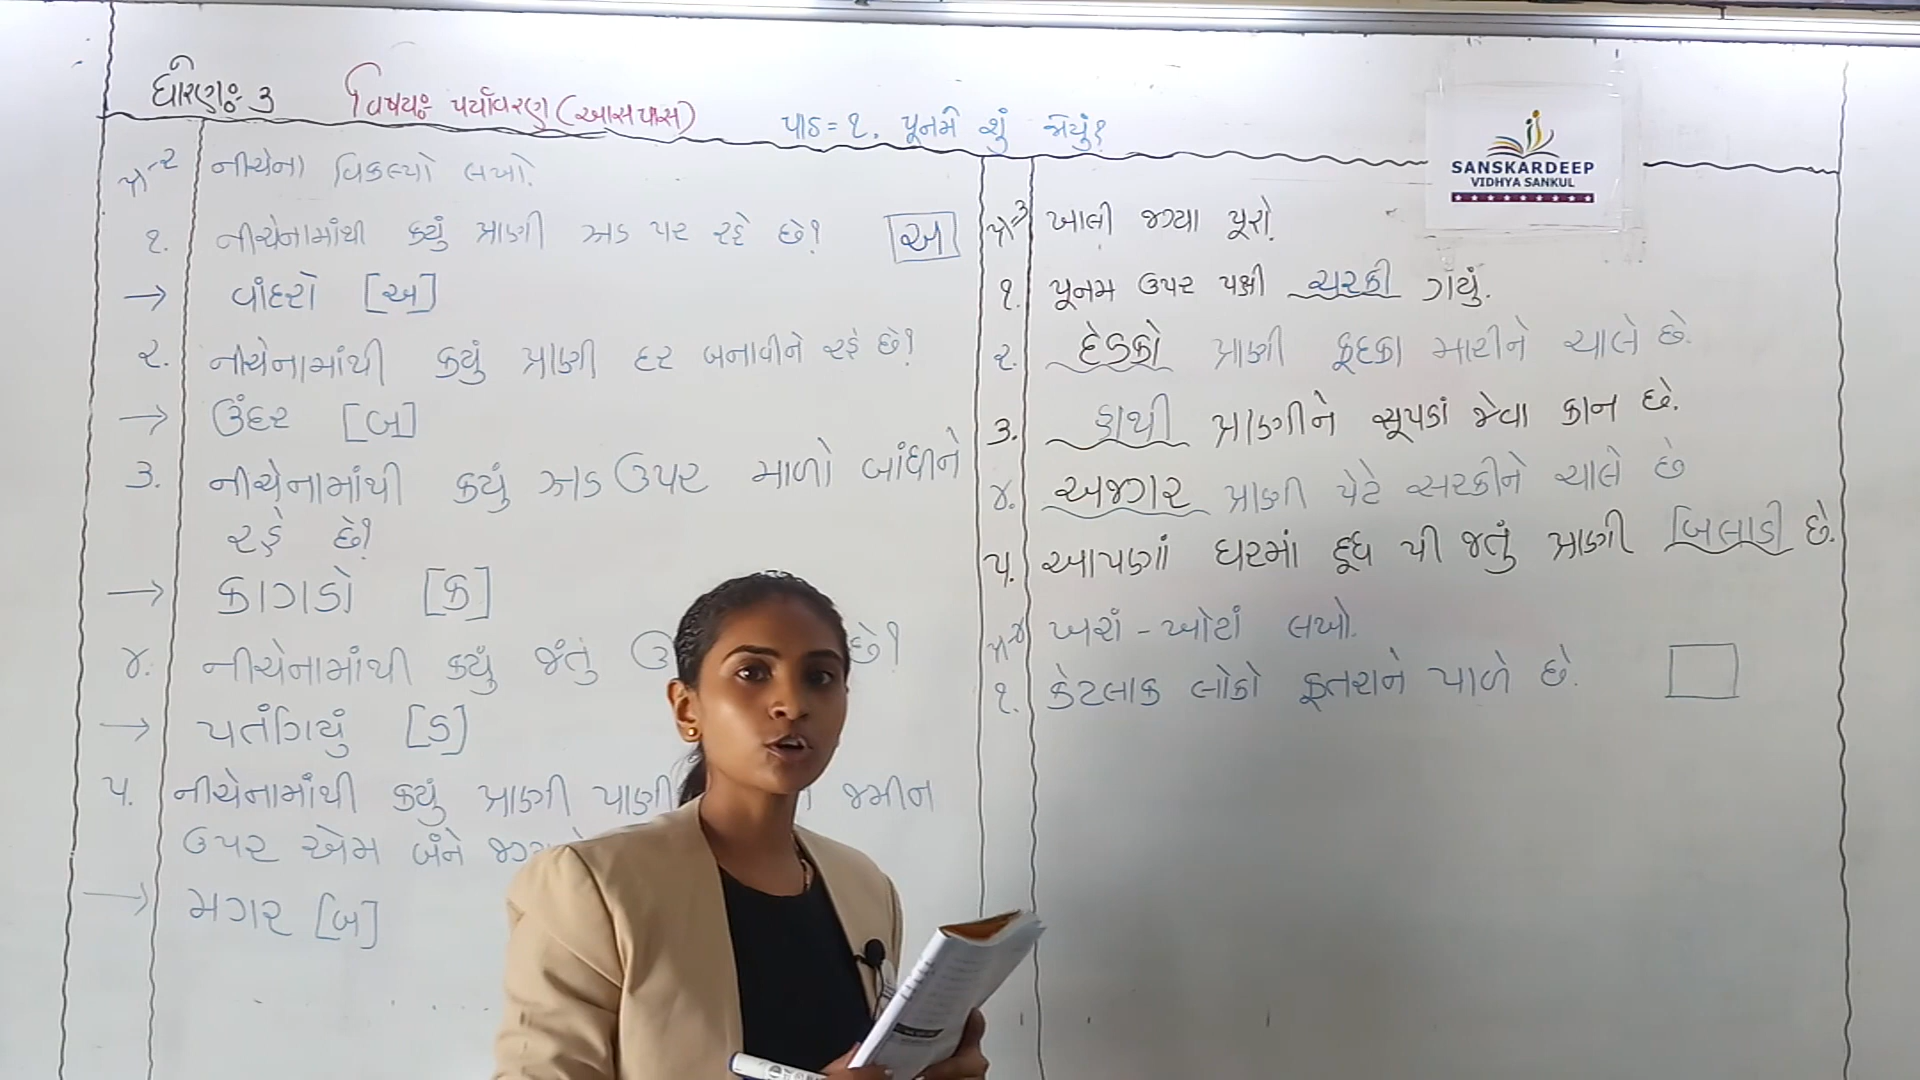 ધોરણઃ 3 વિષયઃ પર્યાવરણ (આસપાસ) પાઠ = ૧. પૂનમે શું જોયું?
પ્ર-૨ નીચેના વિકલ્પો લખો.
૧. નીચેનામાંથી કયું પ્રાણી ઝાડ પર રહે છે? [અ]
→ વાંદરો [અ]
૨. નીચેનામાંથી કયું પ્રાણી દર બનાવીને રહે છે?
→ ઉંદર [બ]
૩. નીચેનામાંથી કયું ઝાડ ઉપર માળો બાંધીને
રહે છે?
→ કાગડો [ક]
૪. નીચેનામાંથી કયું જંતુ છે?
→ પતંગિયું [ડ]
૫. નીચેનામાંથી કયું પ્રાણી પાણી જમીન
ઉપર એમ બંને
→ મગર [બ]
SANSKARDEEP
VIDHYA SANKUL
પ્ર-૩ ખાલી જગ્યા પૂરો.
૧. પૂનમ ઉપર પક્ષી ચરકી ગયું.
૨. દેડકો પ્રાણી કૂદકા મારીને ચાલે છે.
૩. હાથી પ્રાણીને સૂપડાં જેવા કાન છે.
૪. અજગર પ્રાણી પેટે સરકીને ચાલે છે
૫. આપણાં ઘરમાં દૂધ પી જતું પ્રાણી બિલાડી છે.
પ્ર-૪ ખરાં - ખોટાં લખો.
૧. કેટલાક લોકો કૂતરાને પાળે છે.